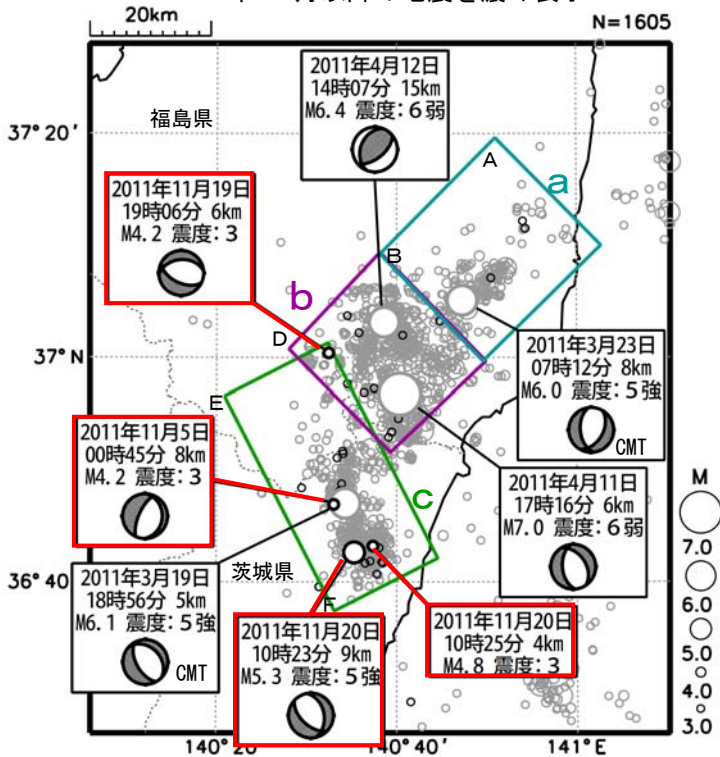 20km
N=1605
37°20'
37°N
36°40'
140°20'
140°40'
141°E
福島県
茨城県
2011年4月12日
14時07分 15km
M6.4 震度:6弱
2011年11月19日
19時06分 6km
M4.2 震度:3
A
a
B
b
D
E
c
F
2011年3月23日
07時12分 8km
M6.0 震度:5強
CMT
2011年11月5日
00時45分 8km
M4.2 震度:3
2011年4月11日
17時16分 6km
M7.0 震度:6弱
2011年3月19日
18時56分 5km
M6.1 震度:5強
CMT
2011年11月20日
10時23分 9km
M5.3 震度:5強
2011年11月20日
10時25分 4km
M4.8 震度:3
M
7.0
6.0
5.0
4.0
3.0